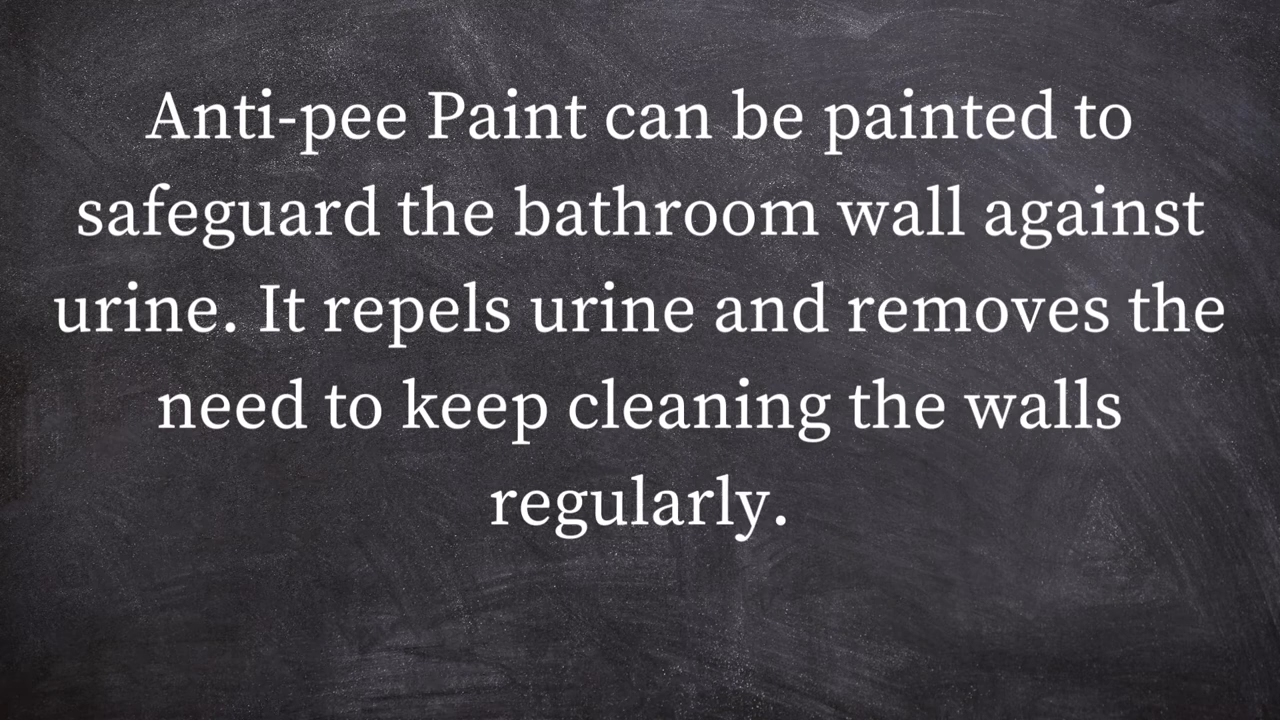 Anti-pee Paint can be painted to
safeguard the bathroom wall against
urine. It repels urine and removes the
need to keep cleaning the walls
regularly.